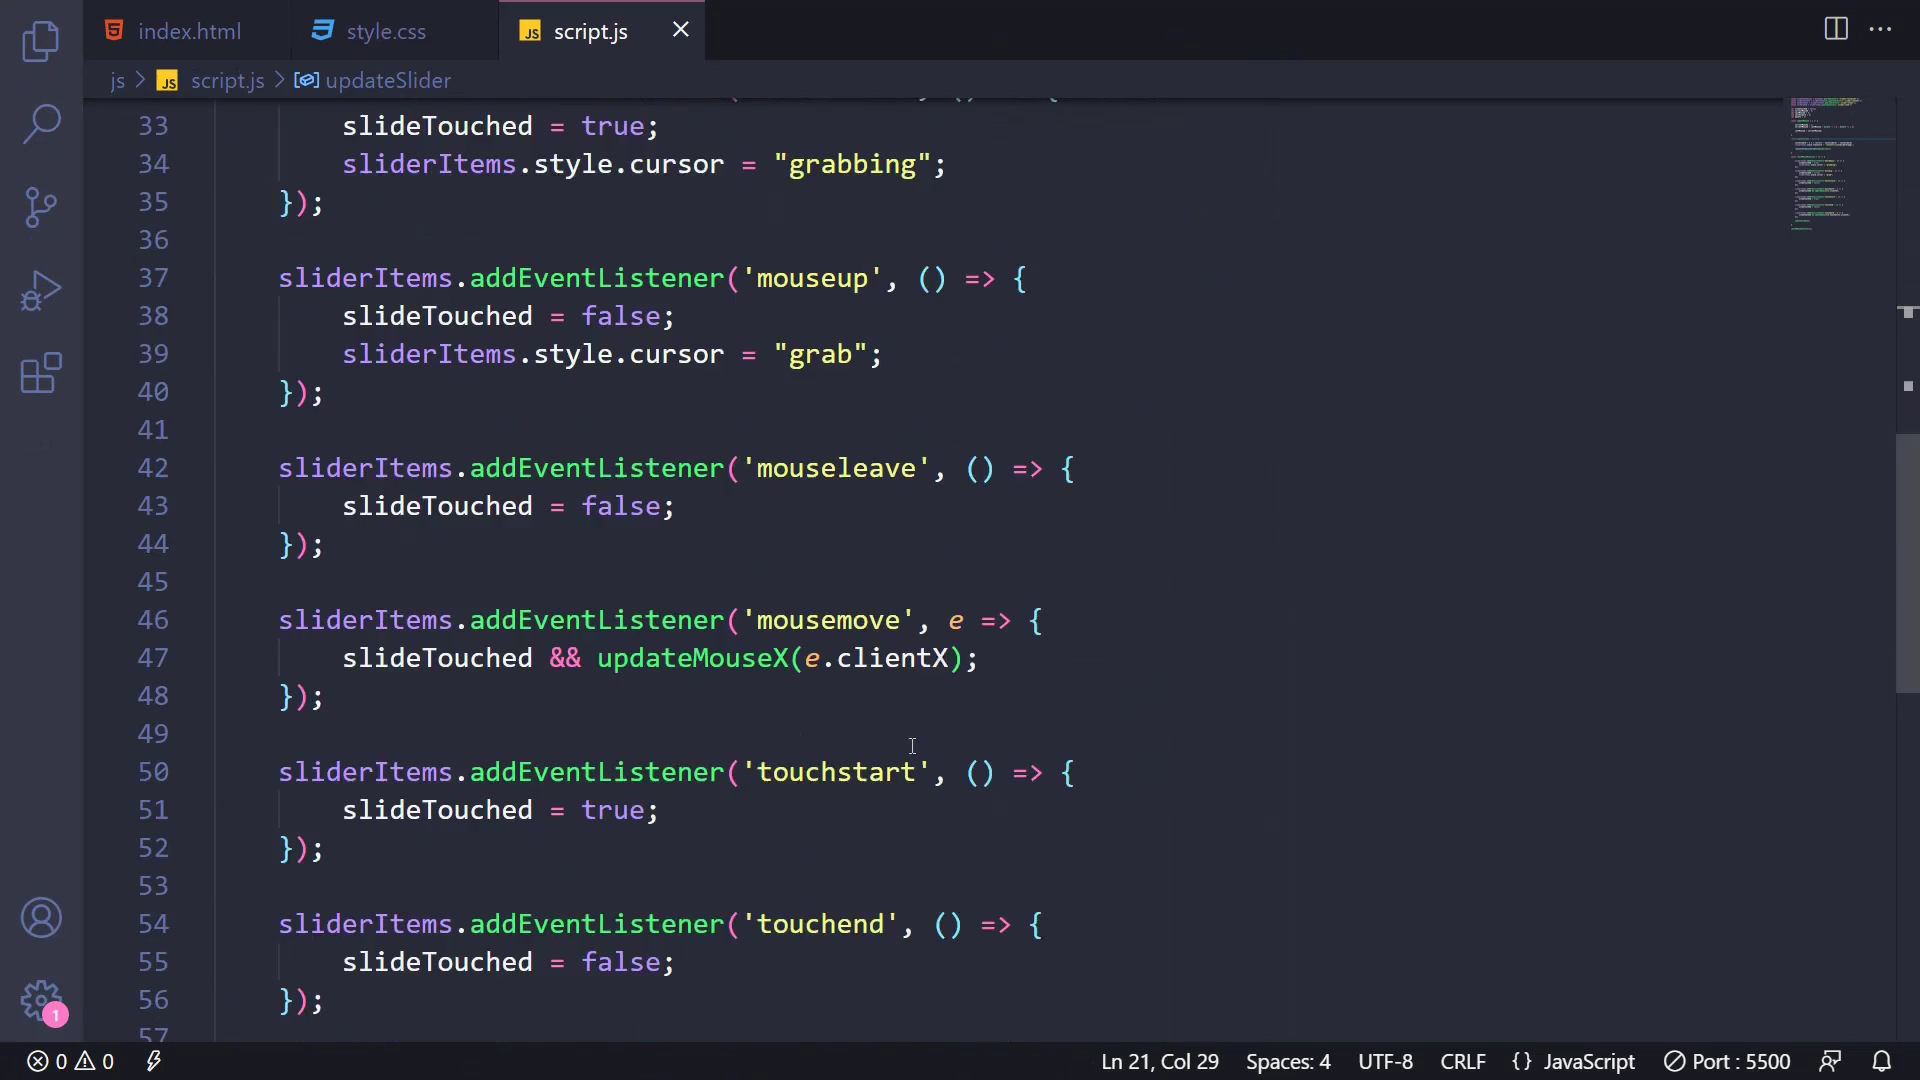 index.html
style.css
JS script.js
js > JS script.js > updateSlider
33 slideTouched = true;
34 sliderItems.style.cursor = "grabbing";
35 });
36
37 sliderItems.addEventListener('mouseup', () => {
38 slideTouched = false;
39 sliderItems.style.cursor = "grab";
40 });
41
42 sliderItems.addEventListener('mouseleave', () => {
43 slideTouched = false;
44 });
45
46 sliderItems.addEventListener('mousemove', e => {
47 slideTouched && updateMouseX(e.clientX);
48 });
49
50 sliderItems.addEventListener('touchstart', () => {
51 slideTouched = true;
52 });
53
54 sliderItems.addEventListener('touchend', () => {
55 slideTouched = false;
56 });
57
1
0 0 Ln 21, Col 29 Spaces: 4 UTF-8 CRLF {} JavaScript Port : 5500